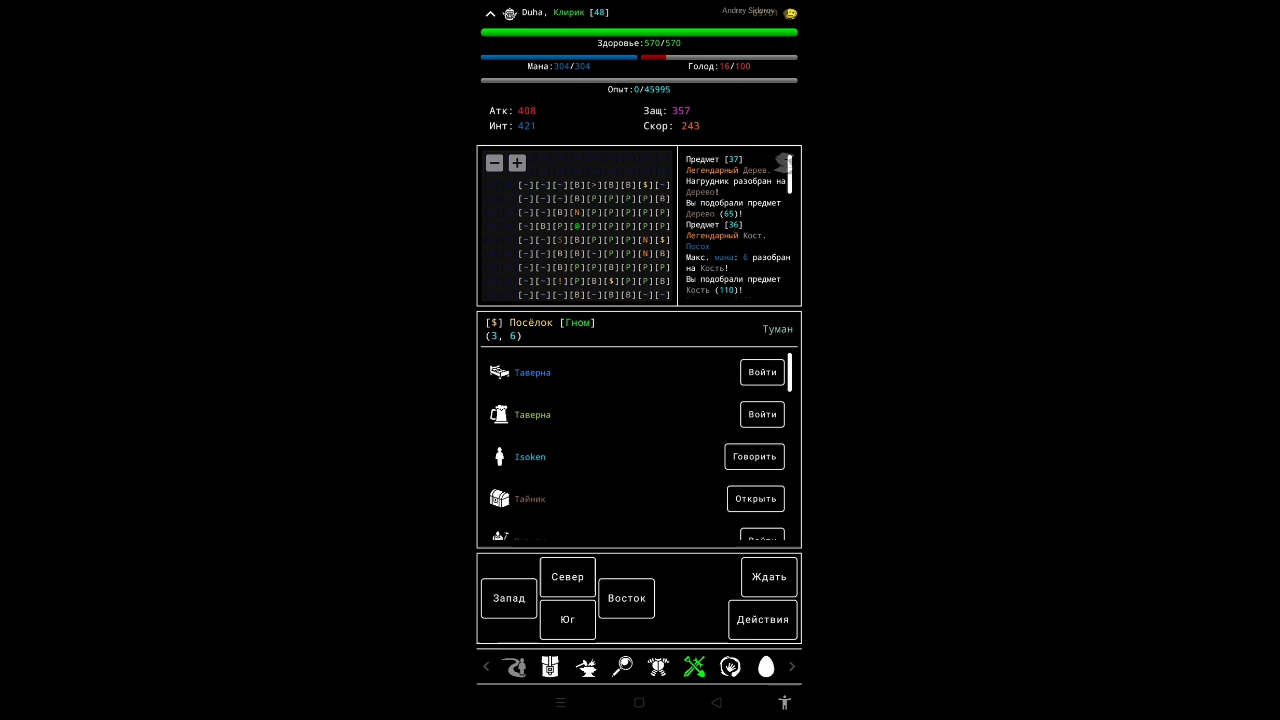 Duha, Клирик [48]
Andrey Sidorov
Здоровье:570/570
Мана:304/304
Голод:16/100
Опыт:0/45995
Атк: 408
Защ: 357
Инт: 421
Скор: 243
[~][~][~][B][>][B][B][$][~]
[~][~][~][B][P][P][P][P][B]
[~][~][B][N][P][P][P][P][P]
[~][B][P][@][P][P][P][P][P]
[~][~][S][B][P][P][P][N][$]
[~][~][B][B][~][P][P][N][B]
[~][~][B][P][P][B][P][P][P]
[~][~][!][P][B][$][P][P][B]
[~][~][~][B][~][B][B][~][~]
Предмет [37]
Легендарный Дерев.
Нагрудник разобран на
Дерево!
Вы подобрали предмет
Дерево (65)!
Предмет [36]
Легендарный Кост.
Посох
Макс. мана: 6 разобран
на Кость!
Вы подобрали предмет
Кость (110)!
[$] Посёлок [Гном]
(3, 6)
Туман
Таверна
Войти
Таверна
Войти
Isoken
Говорить
Тайник
Открыть
Север
Запад
Восток
Юг
Ждать
Действия